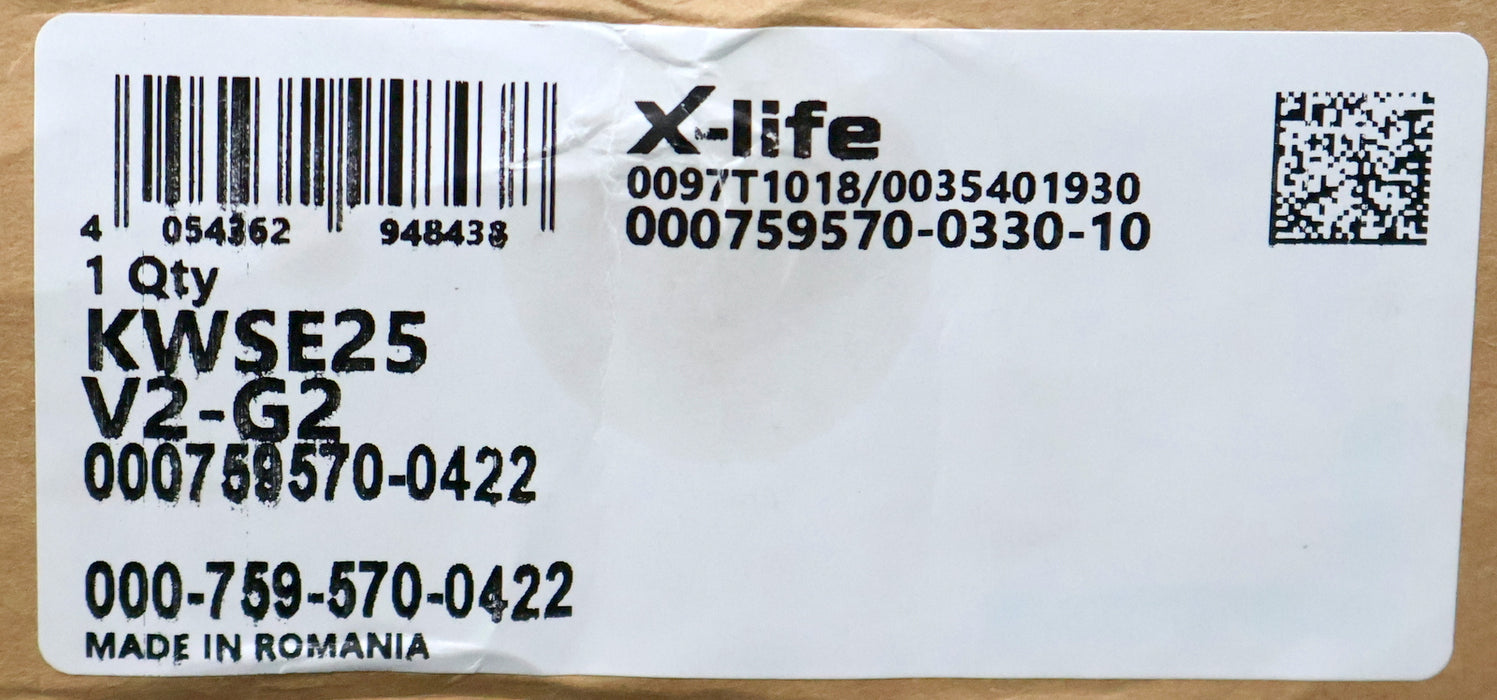 4 054362 948438
1 Qty
KWSE25
V2-G2
000759570-0422
000-759-570-0422
MADE IN ROMANIA
X-life
0097T1018/0035401930
000759570-0330-10